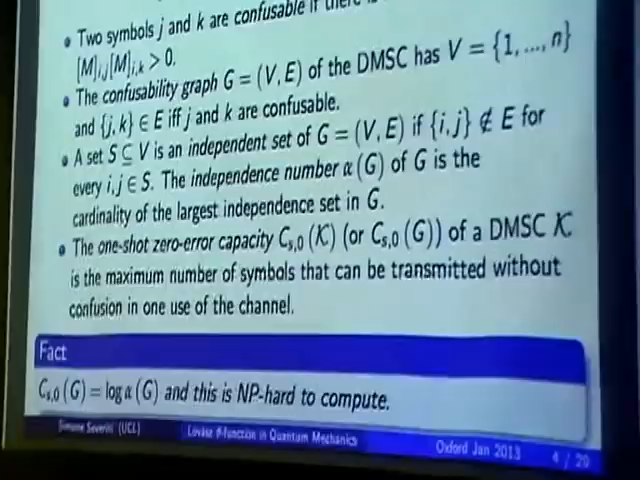 • Two symbols j and k are confusable if there
[M]i,j[M]i,k > 0.
• The confusability graph G = (V, E) of the DMSC has V = {1, ..., n}
and {j, k} ∈ E iff j and k are confusable.
• A set S ⊆ V is an independent set of G = (V, E) if {i, j} ∉ E for
every i, j ∈ S. The independence number α (G) of G is the
cardinality of the largest independence set in G.
• The one-shot zero-error capacity Cs,0 (K) (or Cs,0 (G)) of a DMSC K
is the maximum number of symbols that can be transmitted without
confusion in one use of the channel.
Fact
Cs,0 (G) = log α (G) and this is NP-hard to compute.
Simone Severini (UCL) Lovász ϑ-function in Quantum Mechanics Oxford Jan 2013 4 / 29